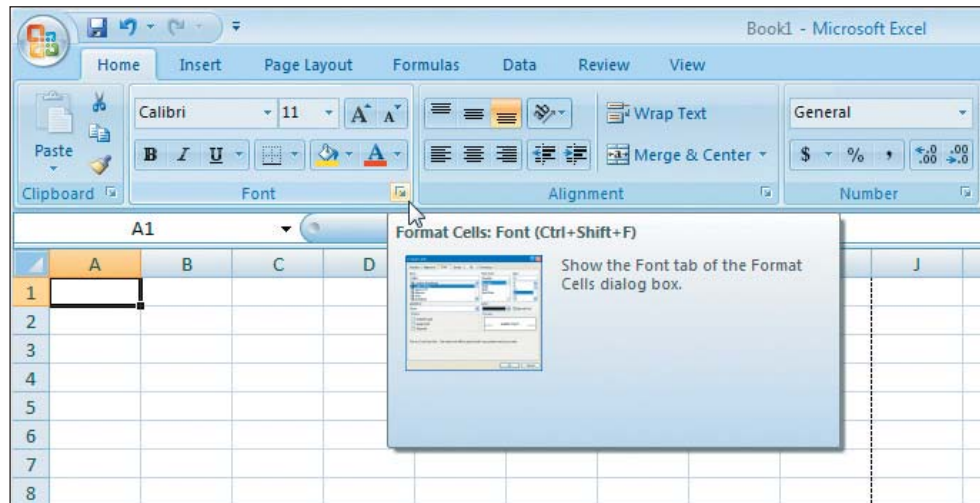 Book1 - Microsoft Excel
Home Insert Page Layout Formulas Data Review View
Calibri 11 A A Wrap Text General
Paste B I U A Merge & Center $ % , .0 .00 .00 .0
Clipboard Font Alignment Number
A1
Format Cells: Font (Ctrl+Shift+F)
A B C D J
Show the Font tab of the Format
Cells dialog box.
1
2
3
4
5
6
7
8